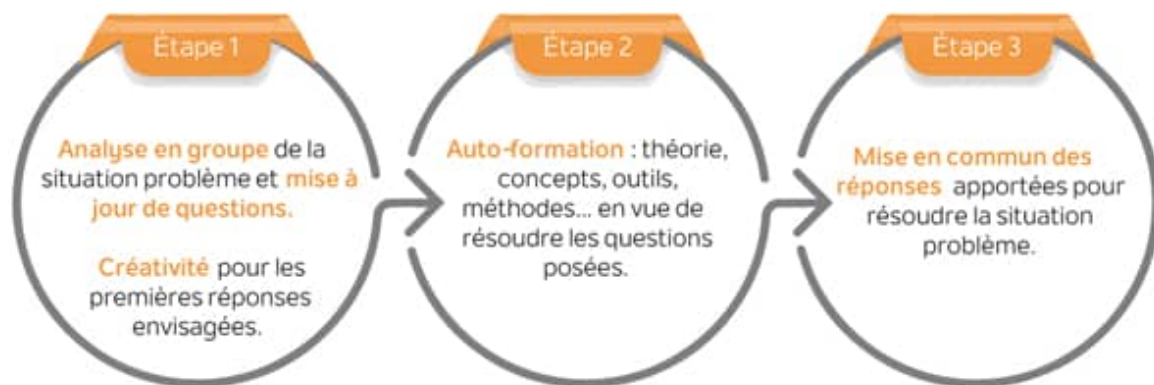 Étape 1
Analyse en groupe de la
situation problème et mise à
jour de questions.
Créativité pour les
premières réponses
envisagées.
Étape 2
Auto-formation : théorie,
concepts, outils,
méthodes... en vue de
résoudre les questions
posées.
Étape 3
Mise en commun des
réponses apportées pour
résoudre la situation
problème.